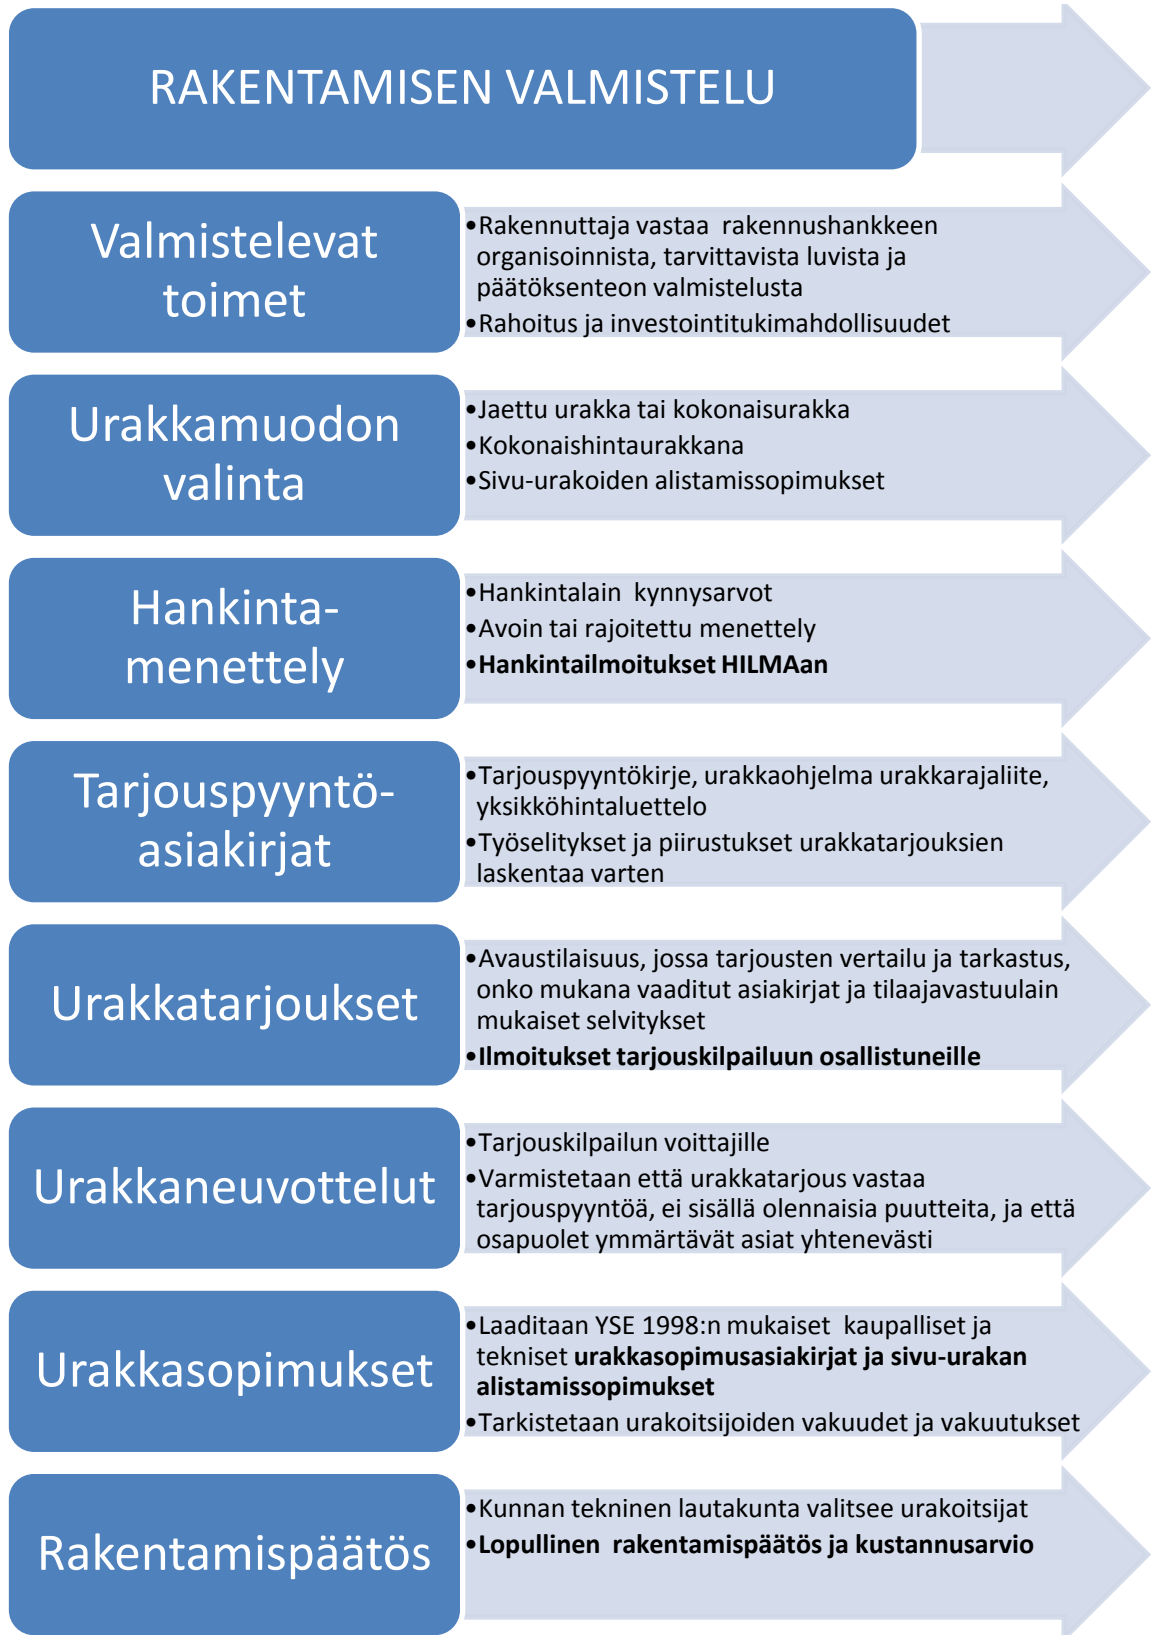 RAKENTAMISEN VALMISTELU
Valmistelevat
toimet
•Rakennuttaja vastaa rakennushankkeen
organisoinnista, tarvittavista luvista ja
päätöksenteon valmistelusta
•Rahoitus ja investointitukimahdollisuudet
Urakkamuodon
valinta
•Jaettu urakka tai kokonaisurakka
•Kokonaishintaurakkana
•Sivu-urakoiden alistamissopimukset
Hankinta-
menettely
•Hankintalain kynnysarvot
•Avoin tai rajoitettu menettely
•Hankintailmoitukset HILMAan
Tarjouspyyntö-
asiakirjat
•Tarjouspyyntökirje, urakkaohjelma urakkarajaliite,
yksikköhintaluettelo
•Työselitykset ja piirustukset urakkatarjouksien
laskentaa varten
Urakkatarjoukset
•Avaustilaisuus, jossa tarjousten vertailu ja tarkastus,
onko mukana vaaditut asiakirjat ja tilaajavastuulain
mukaiset selvitykset
•Ilmoitukset tarjouskilpailuun osallistuneille
Urakkaneuvottelut
•Tarjouskilpailun voittajille
•Varmistetaan että urakkatarjous vastaa
tarjouspyyntöä, ei sisällä olennaisia puutteita, ja että
osapuolet ymmärtävät asiat yhtenevästi
Urakkasopimukset
•Laaditaan YSE 1998:n mukaiset kaupalliset ja
tekniset urakkasopimusasiakirjat ja sivu-urakan
alistamissopimukset
•Tarkistetaan urakoitsijoiden vakuudet ja vakuutukset
Rakentamispäätös
•Kunnan tekninen lautakunta valitsee urakoitsijat
•Lopullinen rakentamispäätös ja kustannusarvio